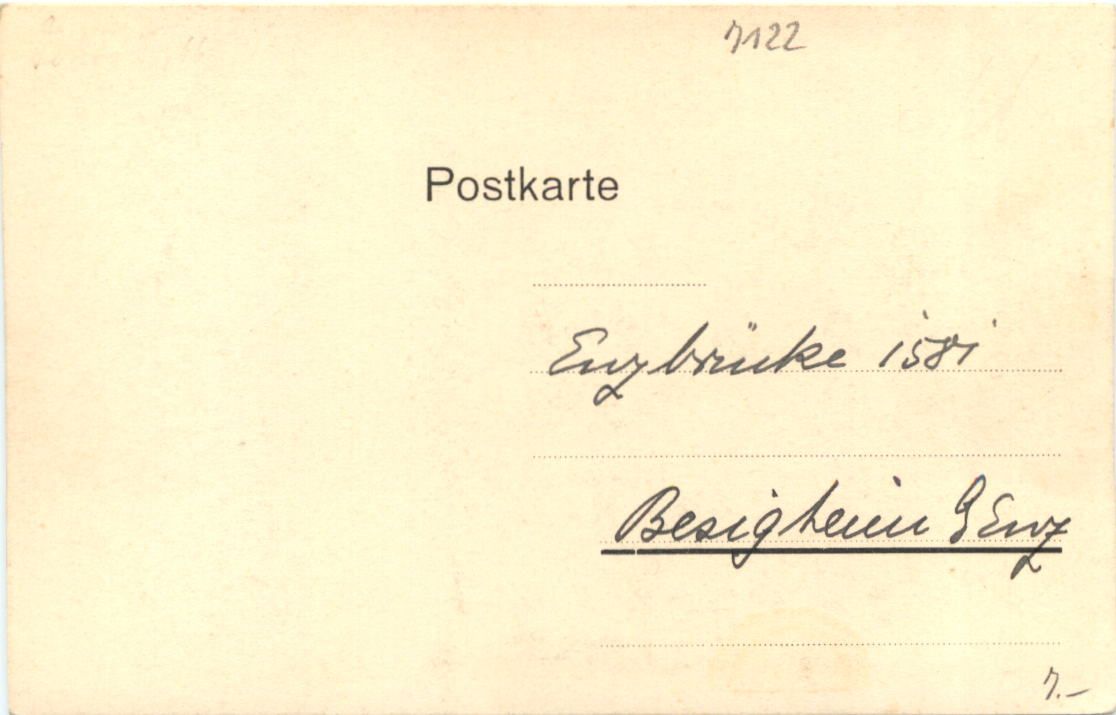 7122
Postkarte
Enzbrücke 1581
Besigheim Enz
7.–